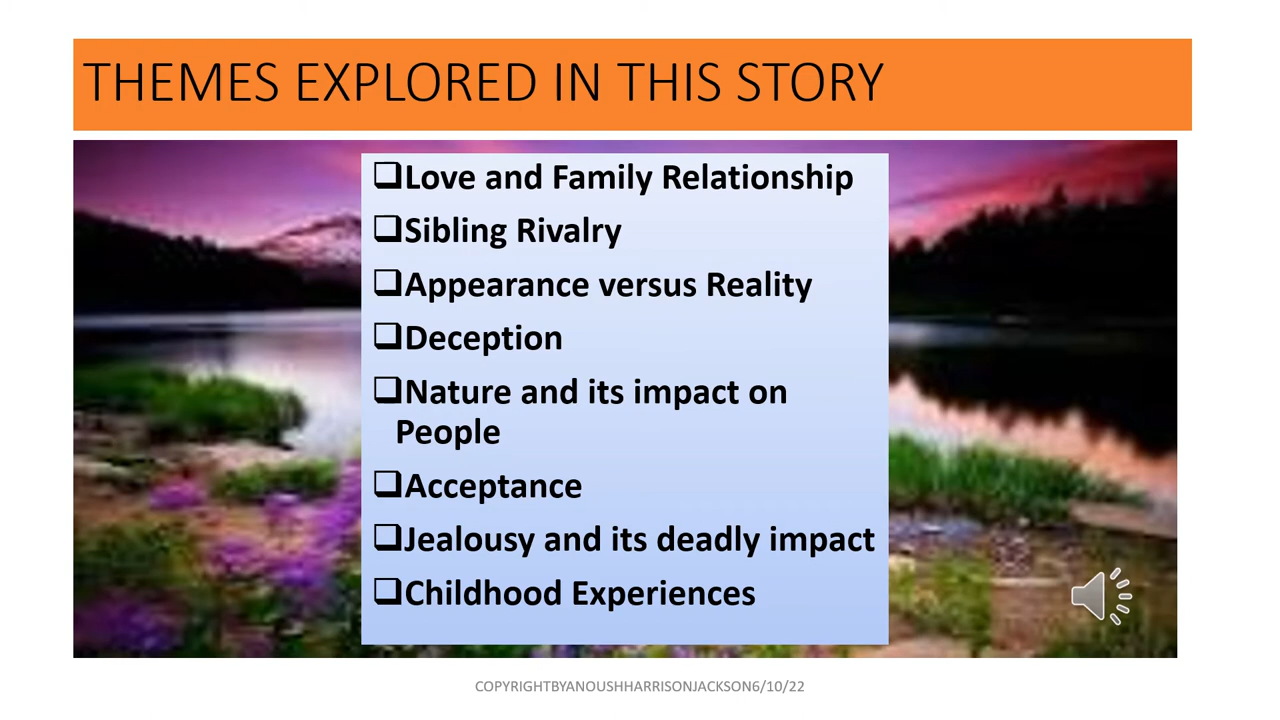 THEMES EXPLORED IN THIS STORY
❑Love and Family Relationship
❑Sibling Rivalry
❑Appearance versus Reality
❑Deception
❑Nature and its impact on
People
❑Acceptance
❑Jealousy and its deadly impact
❑Childhood Experiences
COPYRIGHTBYANOUSHHARRISONJACKSON6/10/22